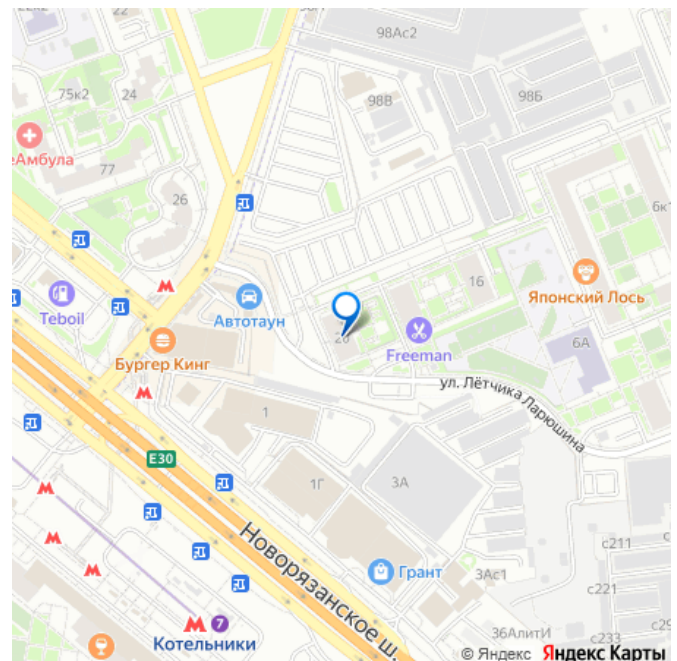 22
98Ас2
75к2
24
98В
98Б
еАмбула
77
26
6к1
16
Японский Лось
Teboil
Автотаун
Freeman
Бургер Кинг
6А
ул. Лётчика Ларюшина
1
E30
3А
1Г
с211
Новорязанское ш.
Грант
3Ас1
с221
7
Котельники
36АлитИ
с233
© Яндекс Яндекс Карты